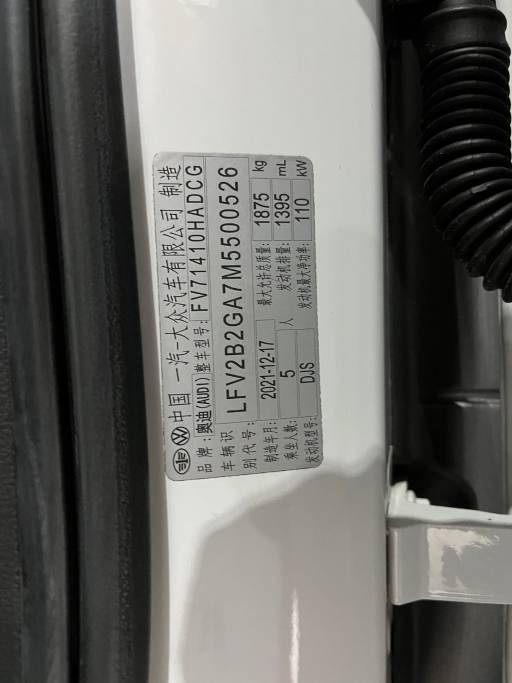 中国 一汽-大众汽车有限公司 制造
品牌：奥迪(AUDI) 整车型号：FV71410HADCG
车辆识别代号：LFV2B2GA7M5500526
制造年月：2021-12-17 最大允许总质量：1875 kg
乘坐人数：5 人 发动机排量：1395 mL
发动机型号：DJS 发动机最大净功率：110 kW